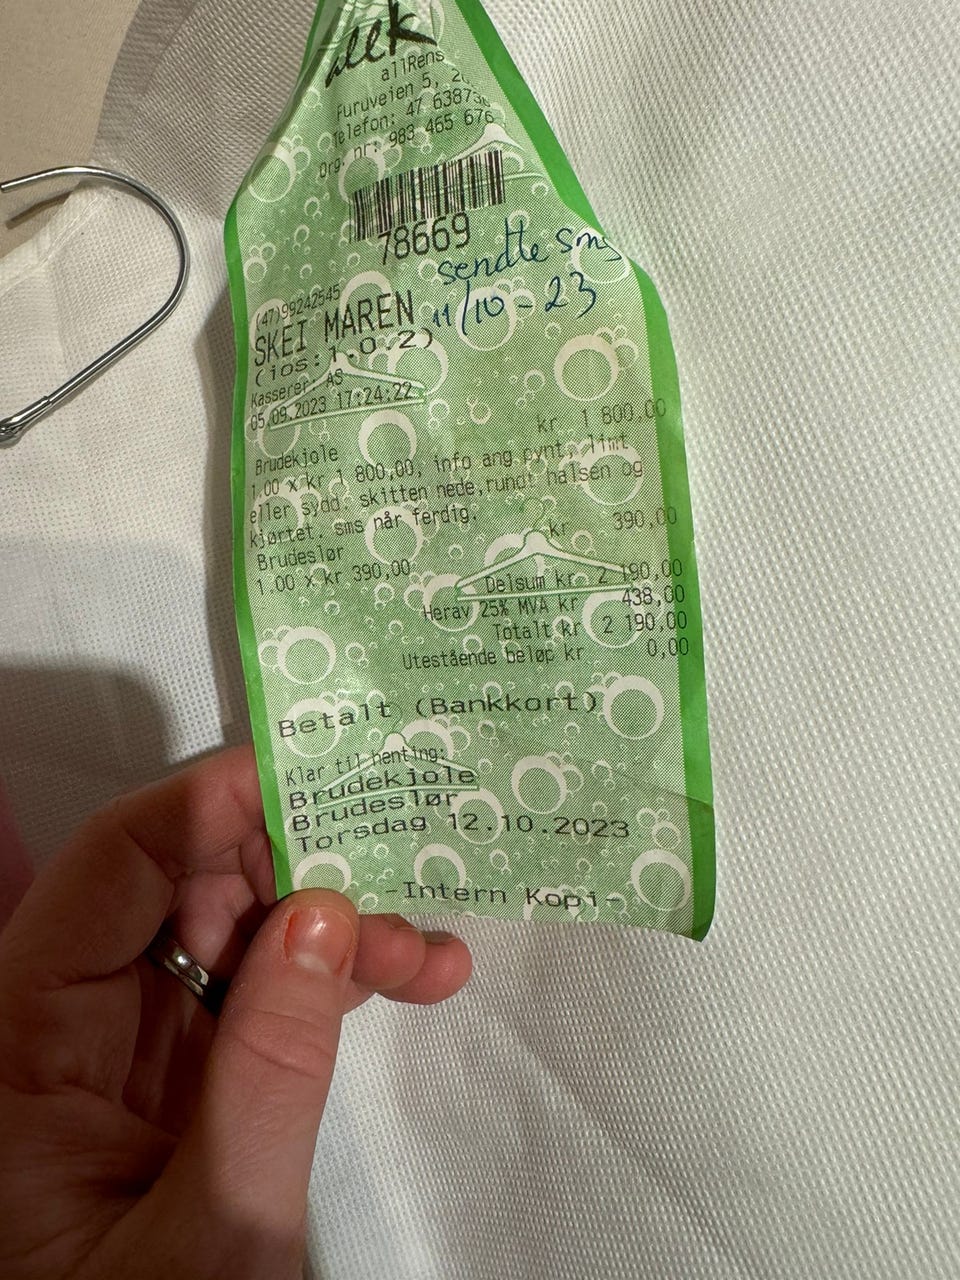 allRens
Furuveien 5,
Telefon: 47 638736
Org. nr: 983 465 676
78669
sendte sms
11/10-23
(47)99242545
SKEI MAREN
(ios:1.0.2)
Kasserer: AS
05.09.2023 17:24:22
Brudekjole kr 1 800,00
1.00 x kr 1 800,00, info ang pynt, limt
eller sydd. skitten nede,rundt halsen og
kjørtet. sms når ferdig.
Brudeslør kr 390,00
1.00 x kr 390,00
Delsum kr 2 190,00
Herav 25% MVA kr 438,00
Totalt kr 2 190,00
Utestående beløp kr 0,00
Betalt (Bankkort)
Klar til henting:
Brudekjole
Brudeslør
Torsdag 12.10.2023
-Intern Kopi-